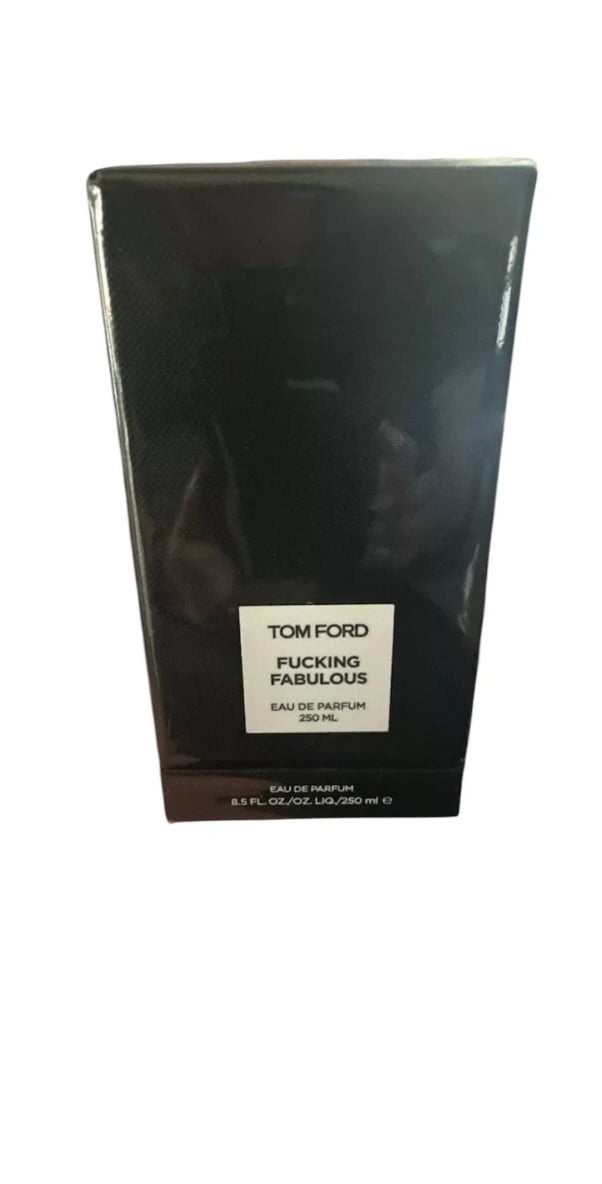 TOM FORD
FUCKING
FABULOUS
EAU DE PARFUM
250 ML
EAU DE PARFUM
8.5 FL. OZ./OZ. LIQ./250 ml ℮